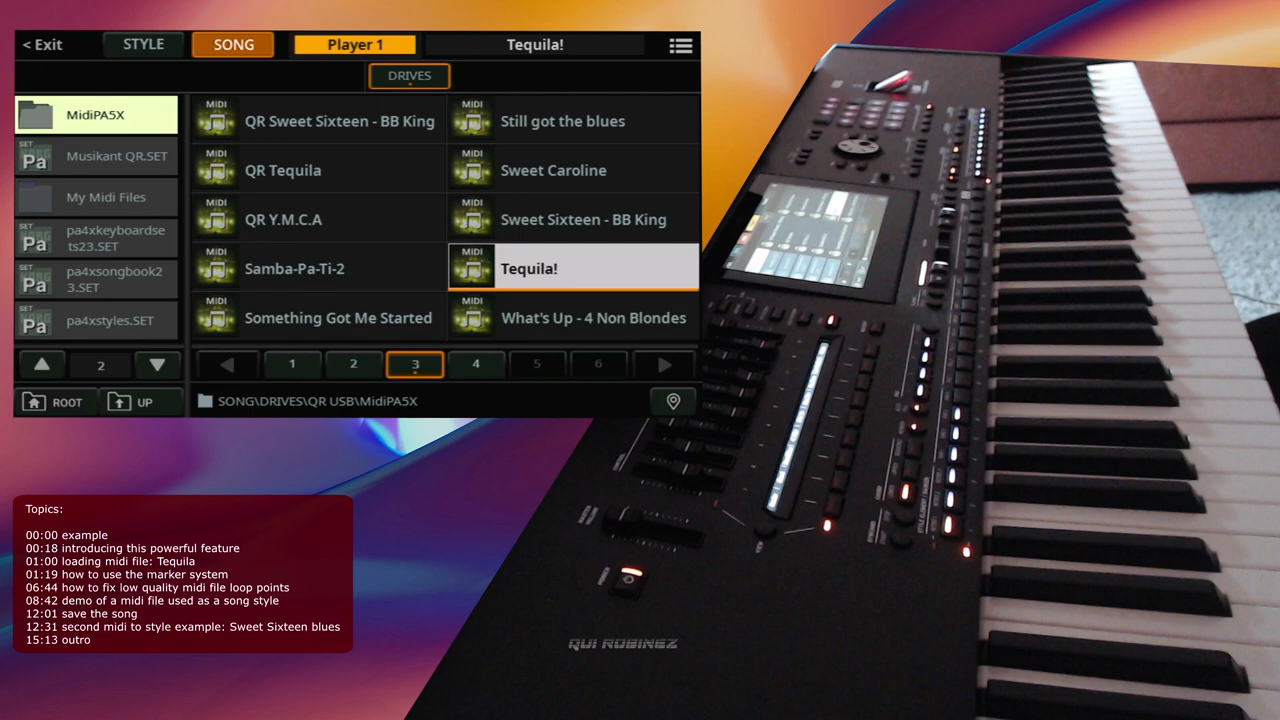 < Exit
STYLE
SONG
Player 1
Tequila!
DRIVES
MidiPA5X
SET
Pa
Musikant QR.SET
My Midi Files
Pa
pa4xkeyboardse
ts23.SET
SET
Pa
pa4xsongbook2
3.SET
SET
Pa
pa4xstyles.SET
MIDI
QR Sweet Sixteen - BB King
MIDI
Still got the blues
MIDI
QR Tequila
MIDI
Sweet Caroline
MIDI
QR Y.M.C.A
MIDI
Sweet Sixteen - BB King
MIDI
Samba-Pa-Ti-2
MIDI
Tequila!
MIDI
Something Got Me Started
MIDI
What's Up - 4 Non Blondes
2
1
2
3
4
5
6
ROOT
UP
SONG\DRIVES\QR USB\MidiPA5X
Topics:
00:00 example
00:18 introducing this powerful feature
01:00 loading midi file: Tequila
01:19 how to use the marker system
06:44 how to fix low quality midi file loop points
08:42 demo of a midi file used as a song style
12:01 save the song
12:31 second midi to style example: Sweet Sixteen blues
15:13 outro
QUI ROBINEZ